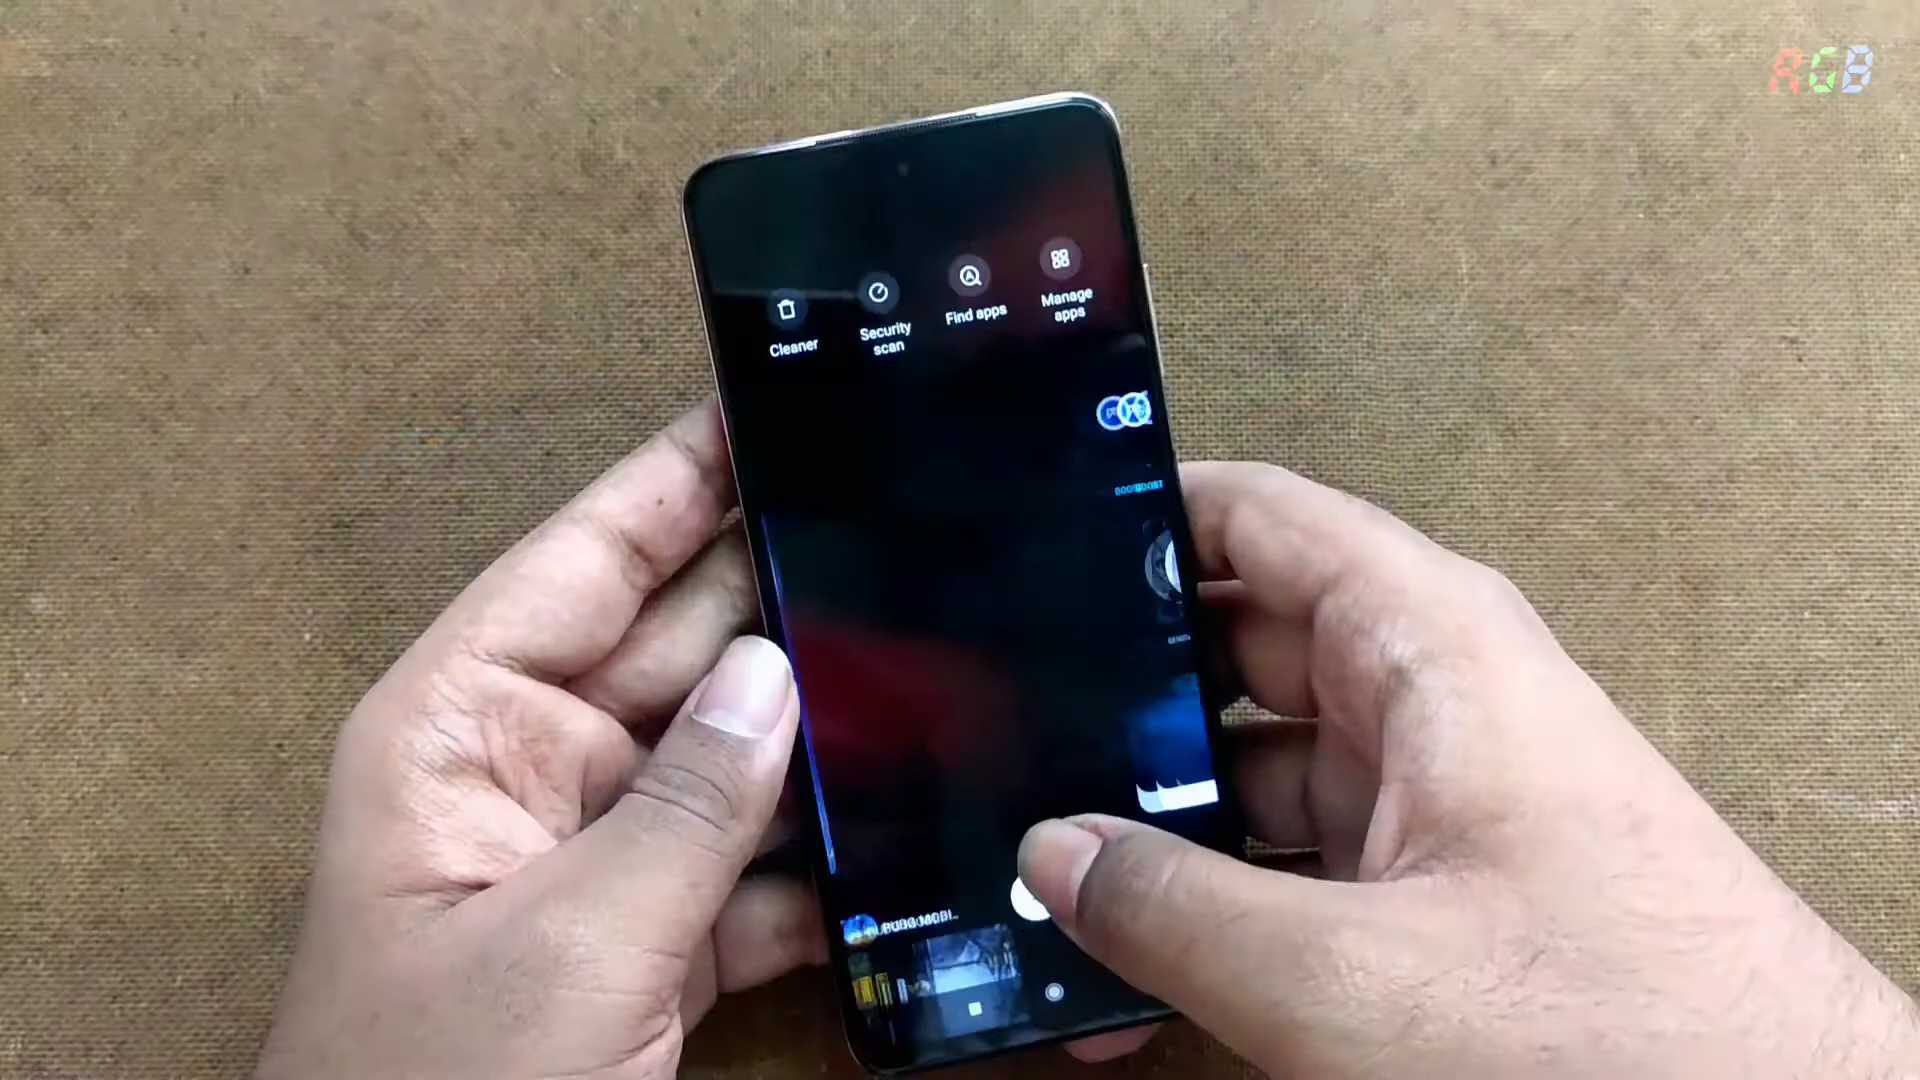 RGB
Cleaner
Security
scan
Find apps
Manage
apps